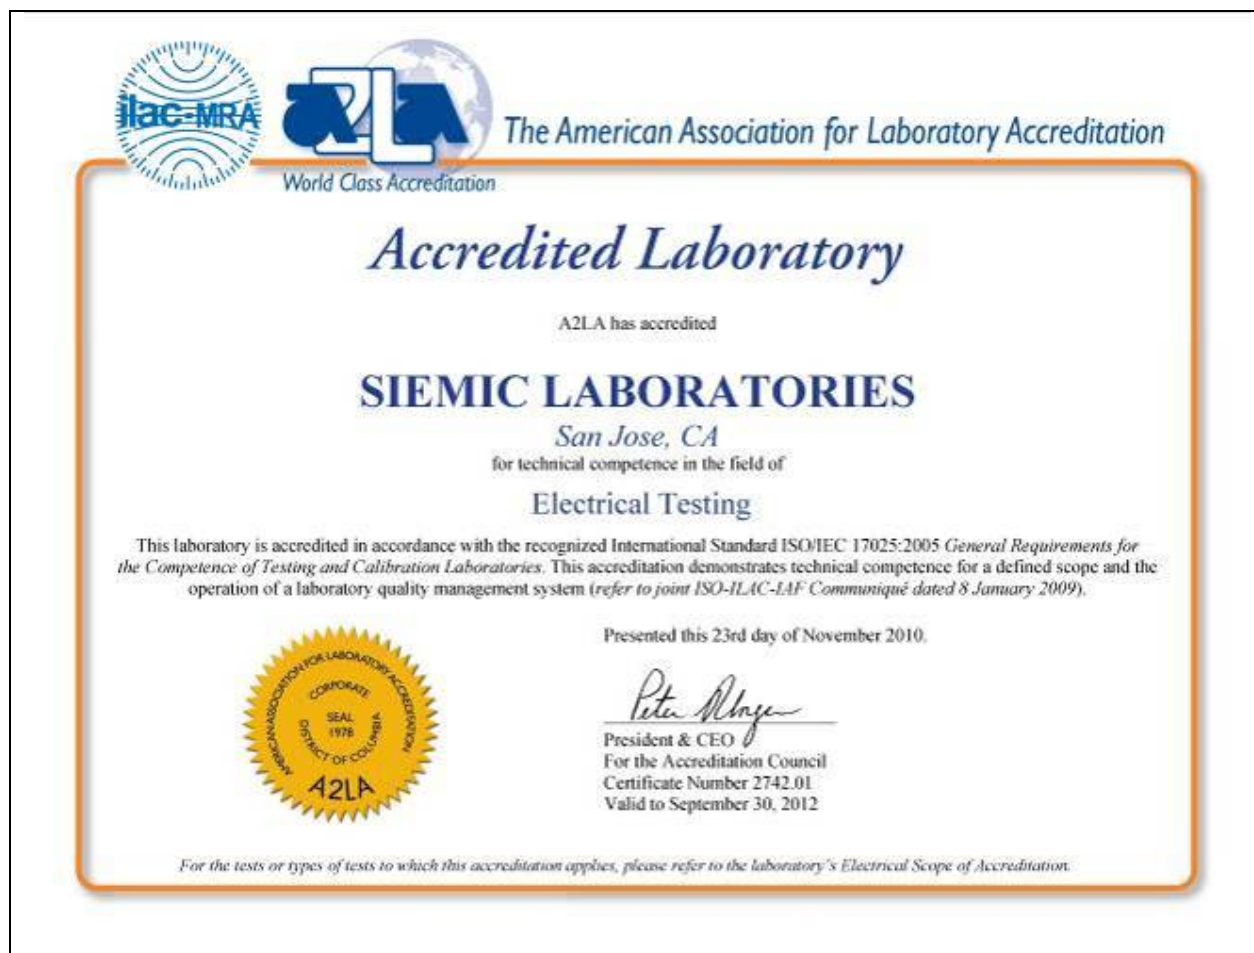 ilac-MRA
A2LA
The American Association for Laboratory Accreditation
World Class Accreditation
Accredited Laboratory
A2LA has accredited
SIEMIC LABORATORIES
San Jose, CA
for technical competence in the field of
Electrical Testing
This laboratory is accredited in accordance with the recognized International Standard ISO/IEC 17025:2005 General Requirements for
the Competence of Testing and Calibration Laboratories. This accreditation demonstrates technical competence for a defined scope and the
operation of a laboratory quality management system (refer to joint ISO-ILAC-IAF Communiqué dated 8 January 2009).
Presented this 23rd day of November 2010.
AMERICAN ASSOCIATION FOR LABORATORY ACCREDITATION
CORPORATE
SEAL
1978
DISTRICT OF COLUMBIA
A2LA
Peter
President & CEO
For the Accreditation Council
Certificate Number 2742.01
Valid to September 30, 2012
For the tests or types of tests to which this accreditation applies, please refer to the laboratory's Electrical Scope of Accreditation.